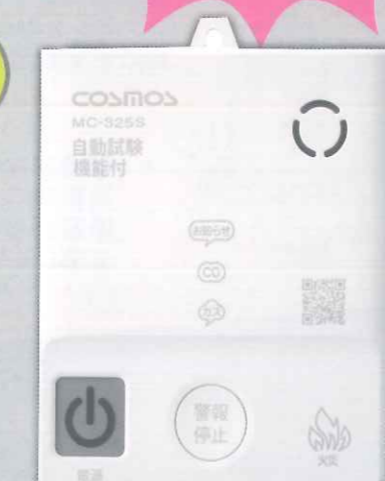 COSMOS
MC-325S
自動試験
機能付
お知らせ
CO
ガス
警報
停止
火災
電源